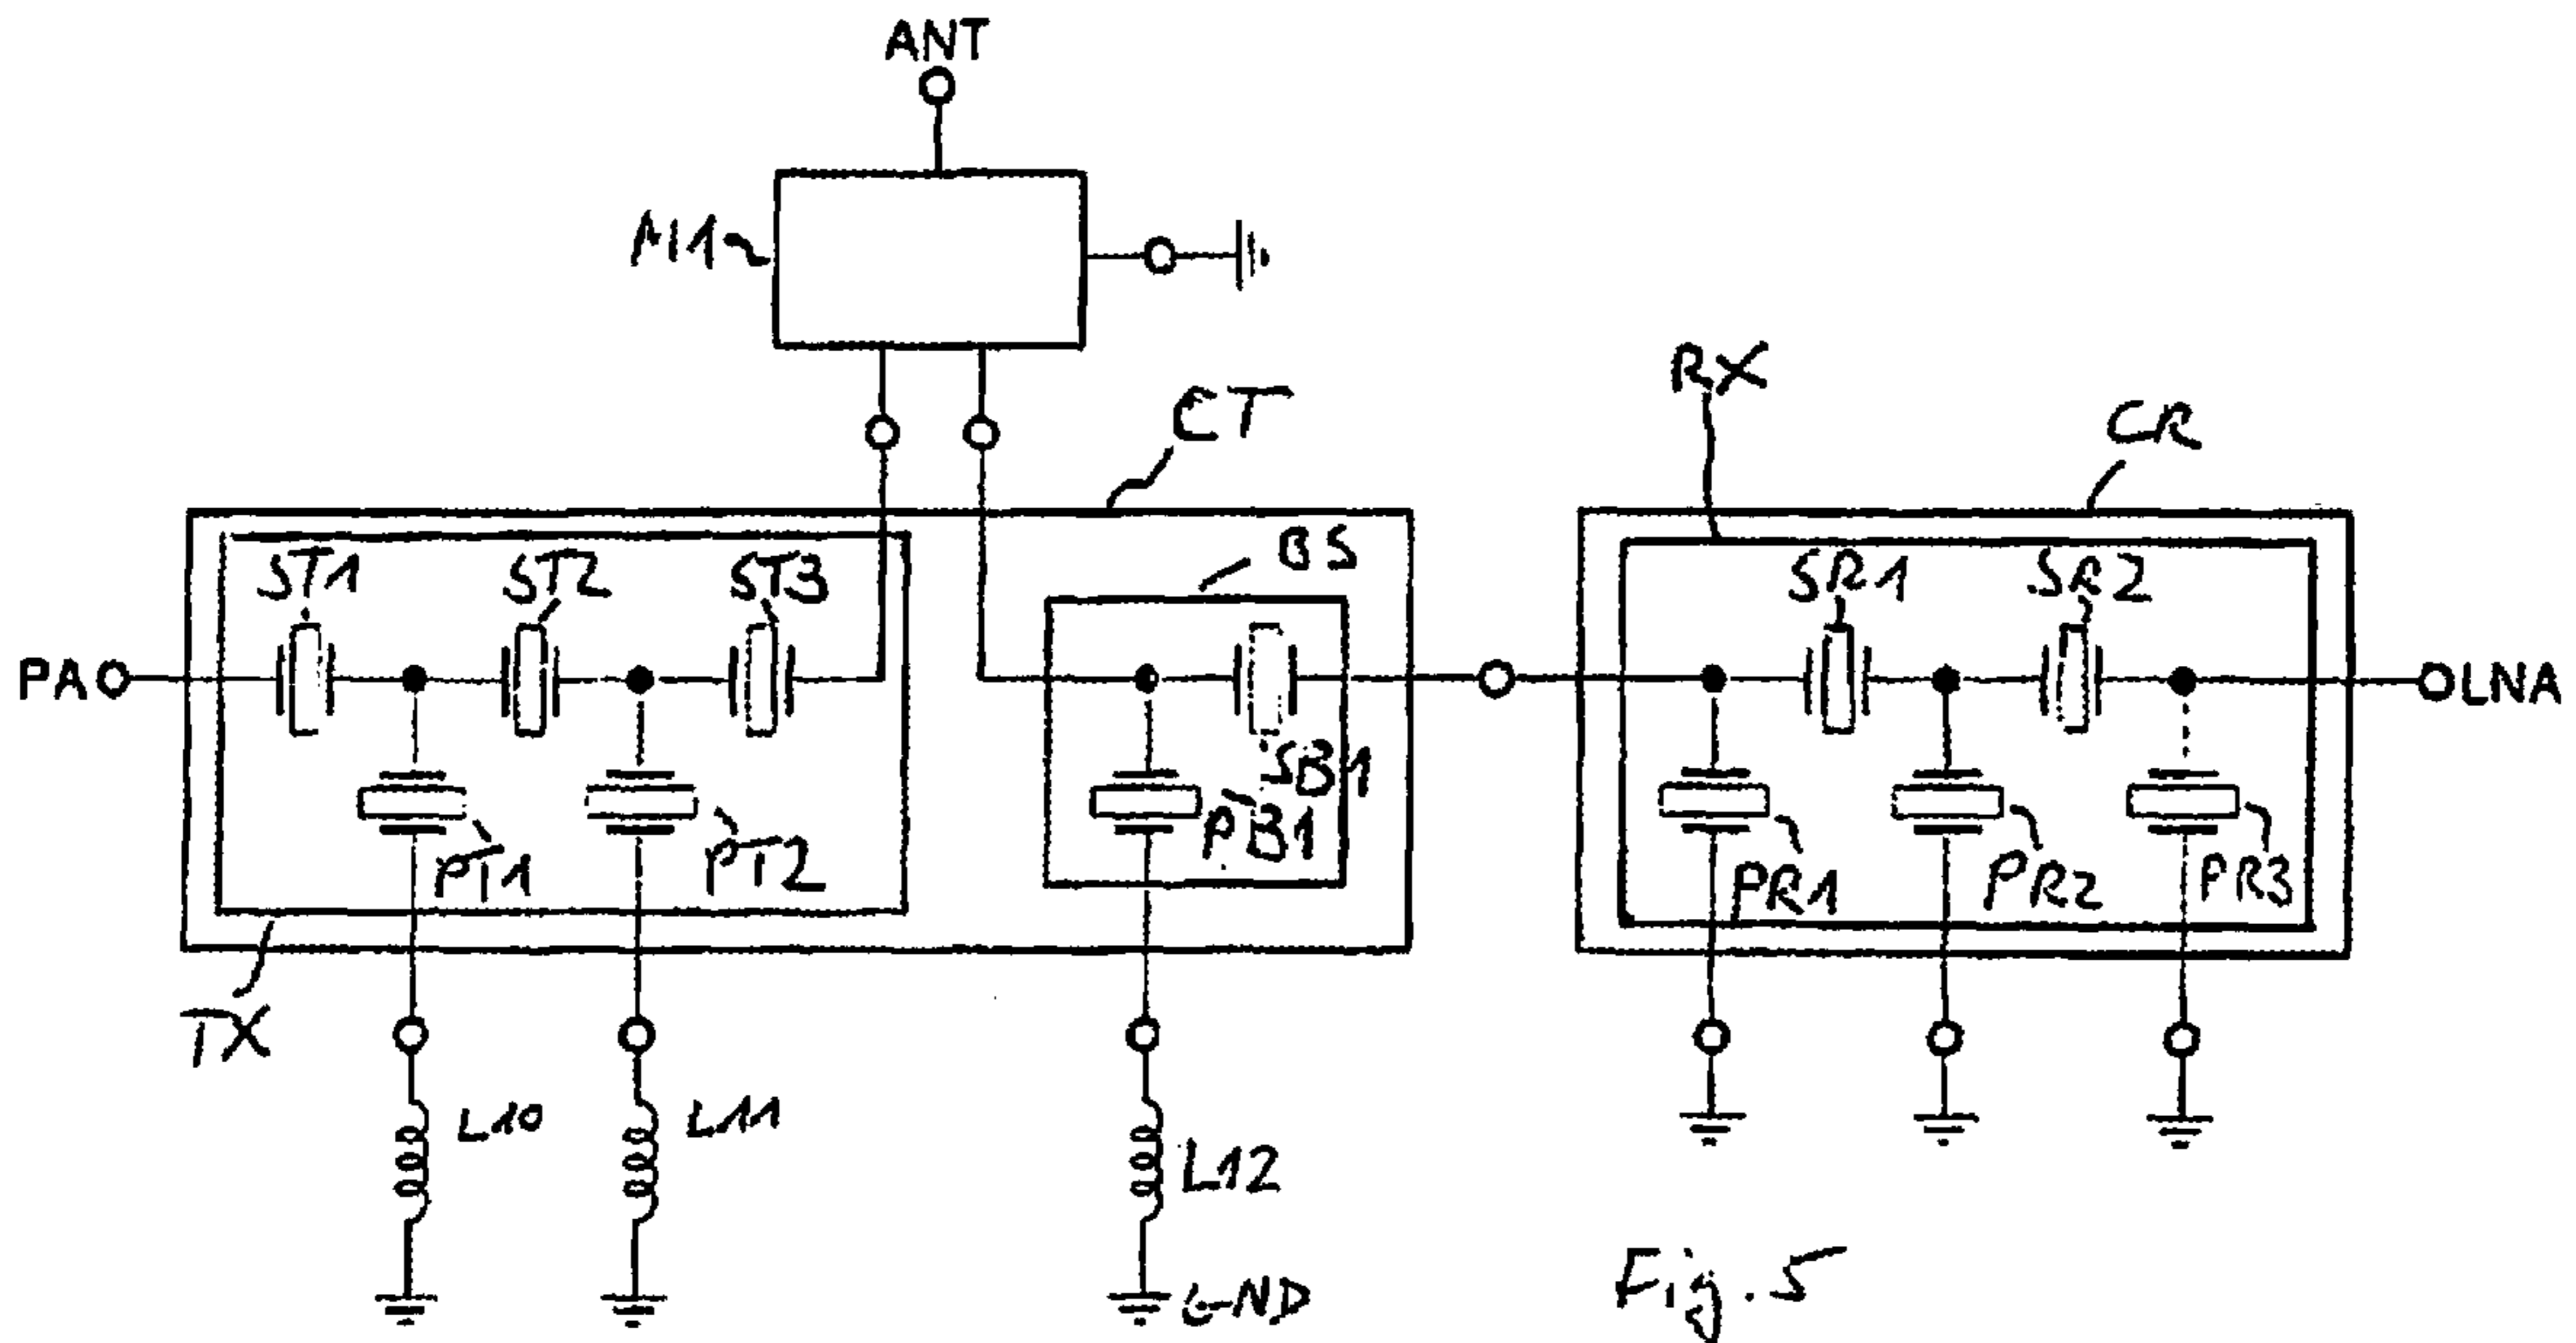 ANT
M1
CT
RX
CR
BS
ST1
ST2
ST3
SR1
SR2
PA
LNA
SB1
PB1
PT1
PT2
PR1
PR2
PR3
TX
L10
L11
L12
GND
Fig. 5